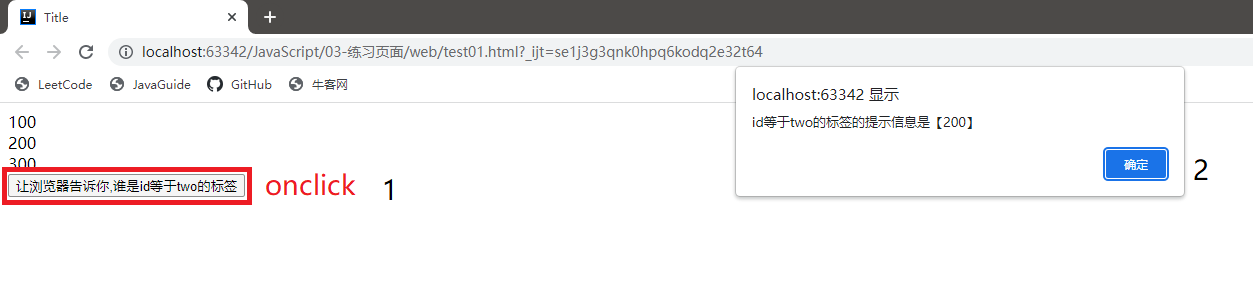 Title
localhost:63342/JavaScript/03-练习页面/web/test01.html?_ijt=se1j3g3qnk0hpq6kodq2e32t64
LeetCode JavaGuide GitHub 牛客网
localhost:63342 显示
id等于two的标签的提示信息是【200】
确定
2
100
200
300
让浏览器告诉你,谁是id等于two的标签 onclick 1